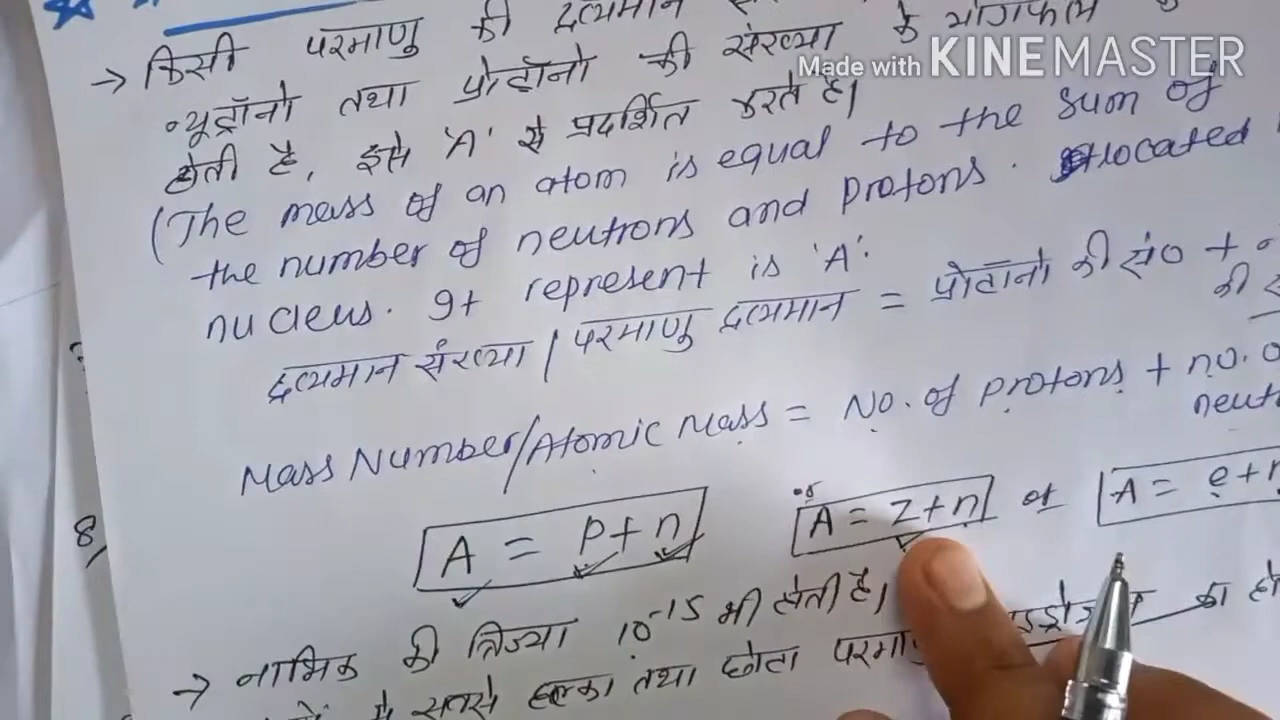 → किसी परमाणु की द्रव्यमान
न्यूट्रॉनो तथा प्रोटॉनो की संख्या के योगफल
होती है, इसे 'A' से प्रदर्शित करते है।
(The mass of an atom is equal to the sum of
the number of neutrons and protons. located
nucleus. It represent is 'A'.
द्रव्यमान संख्या / परमाणु द्रव्यमान = प्रोटॉनो की सं० +
की
Mass Number/Atomic Mass = No. of protons + no.
A = p+n or A = z+n or A = e+n
→ नाभिक की त्रिज्या 10⁻¹⁵ मी होती है।
मे सबसे हल्का तथा छोटा
8/
Made with KINEMASTER